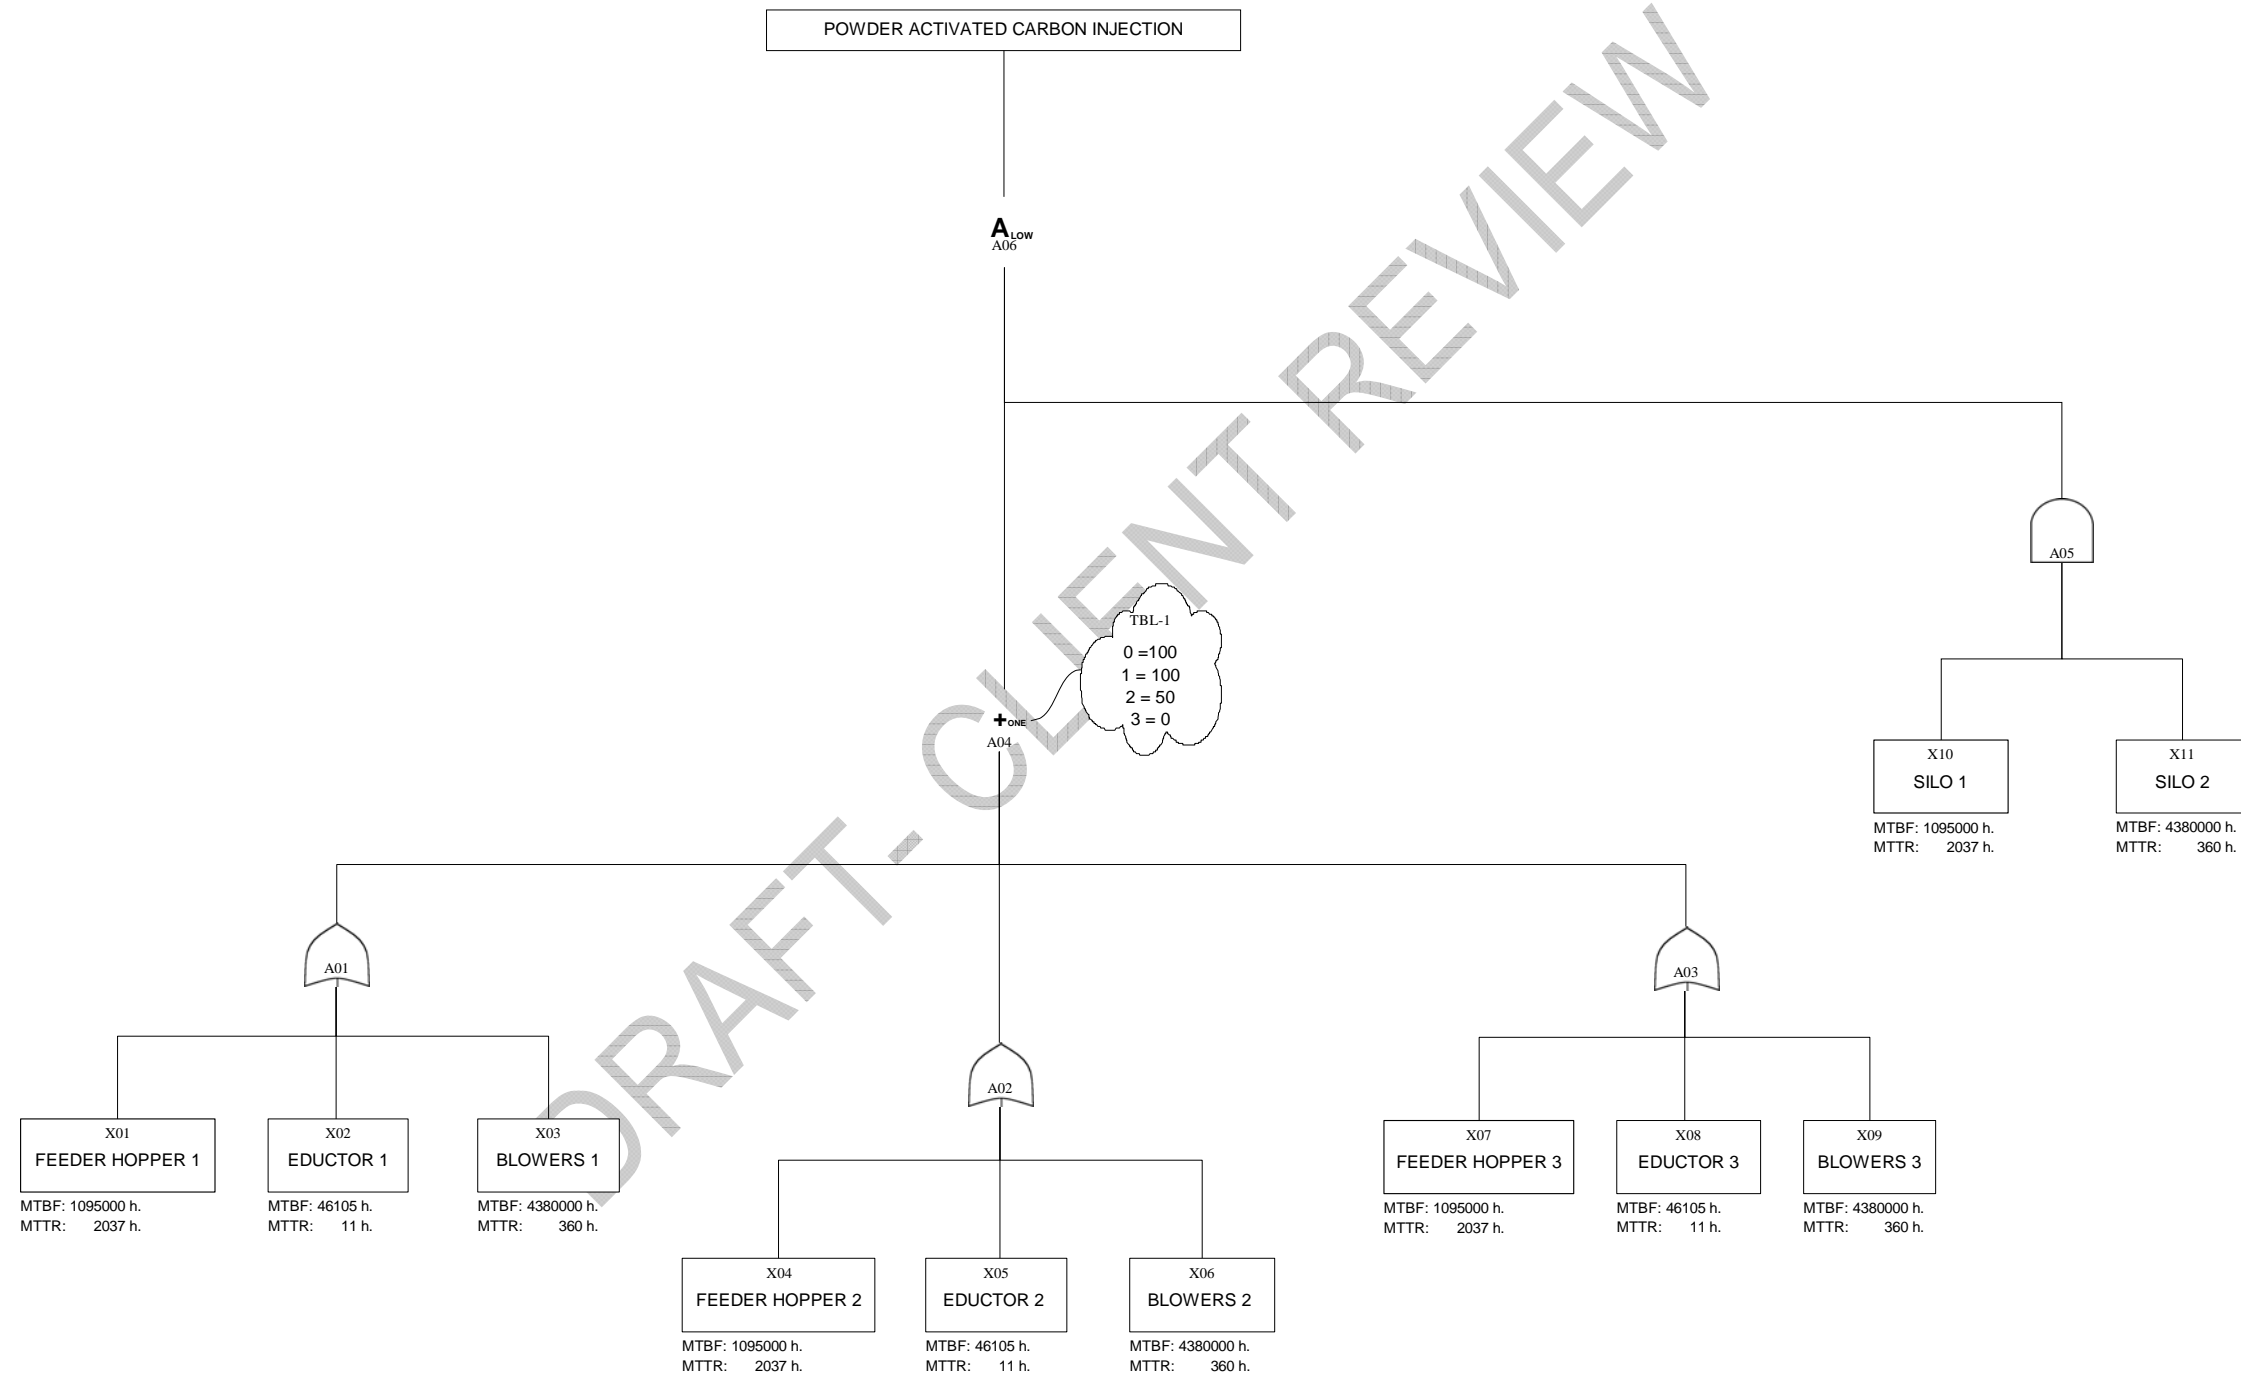 POWDER ACTIVATED CARBON INJECTION
A LOW
A06
A05
TBL-1
0 =100
1 = 100
2 = 50
3 = 0
+ ONE
A04
X10
SILO 1
MTBF: 1095000 h.
MTTR: 2037 h.
X11
SILO 2
MTBF: 4380000 h.
MTTR: 360 h.
A01
A03
A02
X01
FEEDER HOPPER 1
MTBF: 1095000 h.
MTTR: 2037 h.
X02
EDUCTOR 1
MTBF: 46105 h.
MTTR: 11 h.
X03
BLOWERS 1
MTBF: 4380000 h.
MTTR: 360 h.
X04
FEEDER HOPPER 2
MTBF: 1095000 h.
MTTR: 2037 h.
X05
EDUCTOR 2
MTBF: 46105 h.
MTTR: 11 h.
X06
BLOWERS 2
MTBF: 4380000 h.
MTTR: 360 h.
X07
FEEDER HOPPER 3
MTBF: 1095000 h.
MTTR: 2037 h.
X08
EDUCTOR 3
MTBF: 46105 h.
MTTR: 11 h.
X09
BLOWERS 3
MTBF: 4380000 h.
MTTR: 360 h.
DRAFT- CLIENT REVIEW